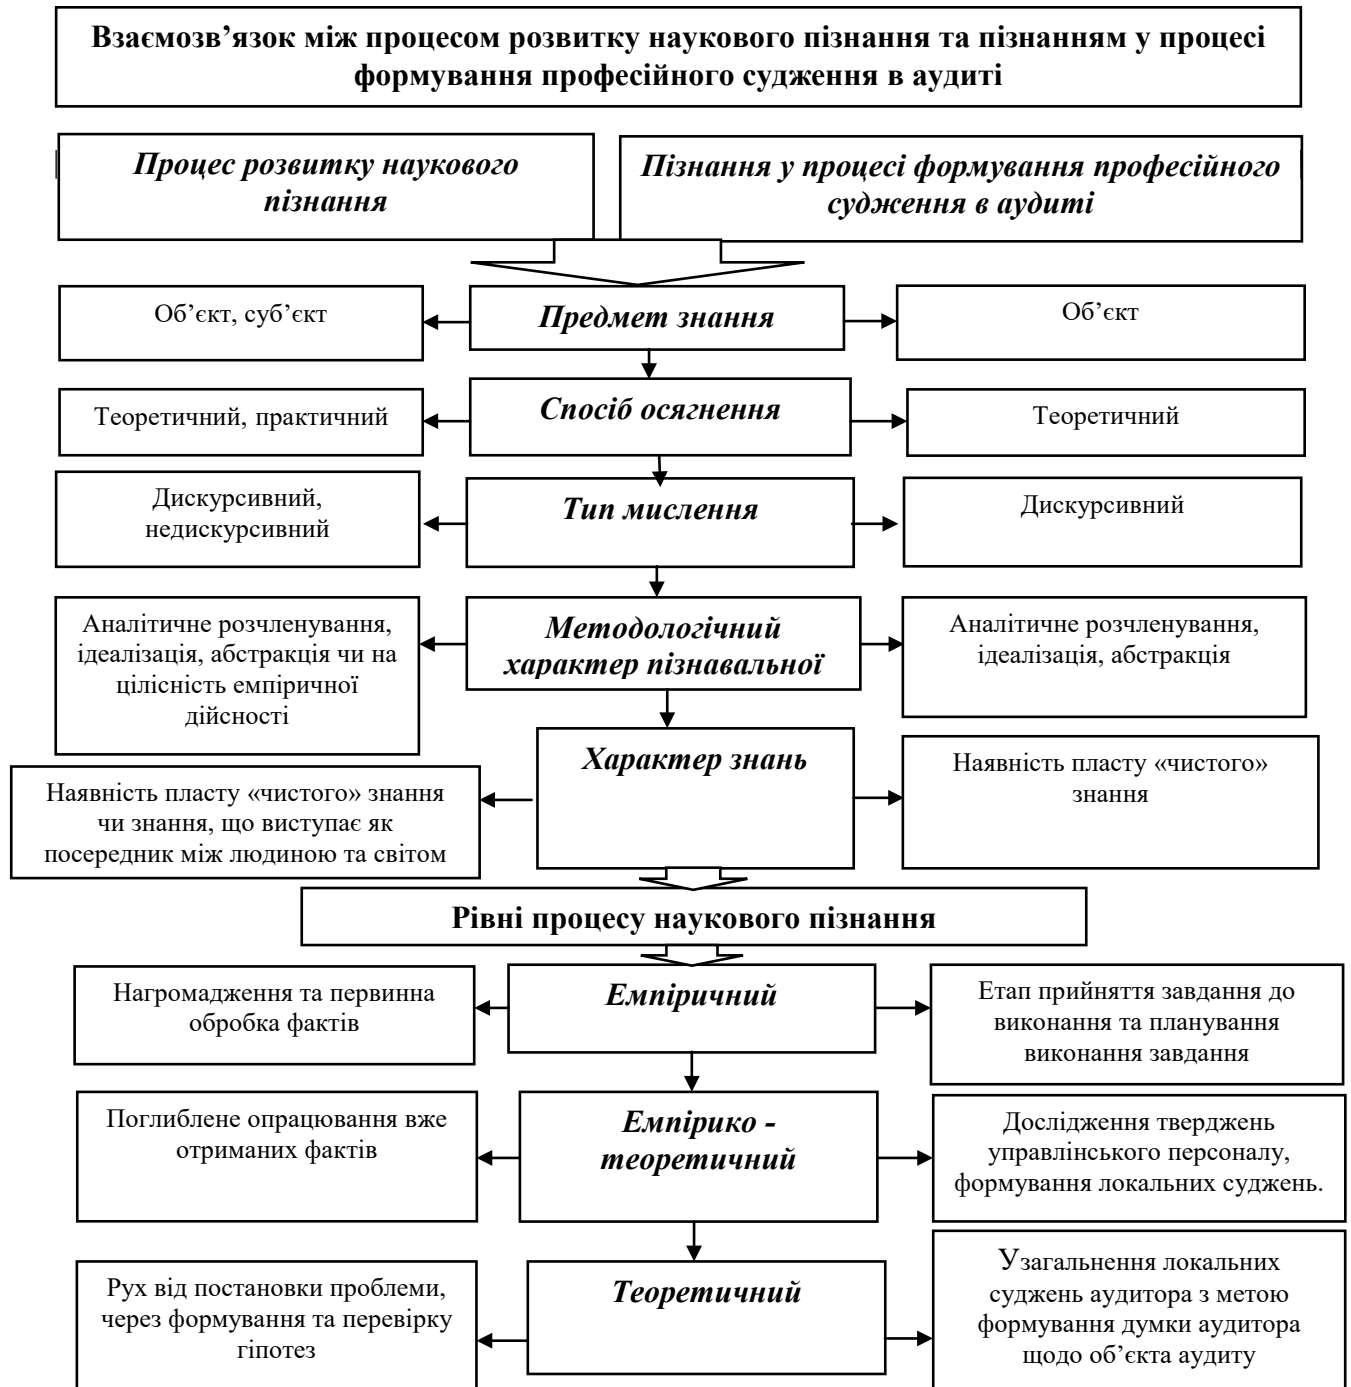 Взаємозв’язок між процесом розвитку наукового пізнання та пізнанням у процесі
формування професійного судження в аудиті
Процес розвитку наукового
пізнання
Пізнання у процесі формування професійного
судження в аудиті
Об’єкт, суб’єкт
Предмет знання
Об’єкт
Теоретичний, практичний
Спосіб осягнення
Теоретичний
Дискурсивний,
недискурсивний
Тип мислення
Дискурсивний
Аналітичне розчленування,
ідеалізація, абстракція чи на
цілісність емпіричної
дійсності
Методологічний
характер пізнавальної
Аналітичне розчленування,
ідеалізація, абстракція
Наявність пласту «чистого» знання
чи знання, що виступає як
посередник між людиною та світом
Характер знань
Наявність пласту «чистого»
знання
Рівні процесу наукового пізнання
Нагромадження та первинна
обробка фактів
Емпіричний
Етап прийняття завдання до
виконання та планування
виконання завдання
Поглиблене опрацювання вже
отриманих фактів
Емпірико -
теоретичний
Дослідження тверджень
управлінського персоналу,
формування локальних суджень.
Рух від постановки проблеми,
через формування та перевірку
гіпотез
Теоретичний
Узагальнення локальних
суджень аудитора з метою
формування думки аудитора
щодо об’єкта аудиту